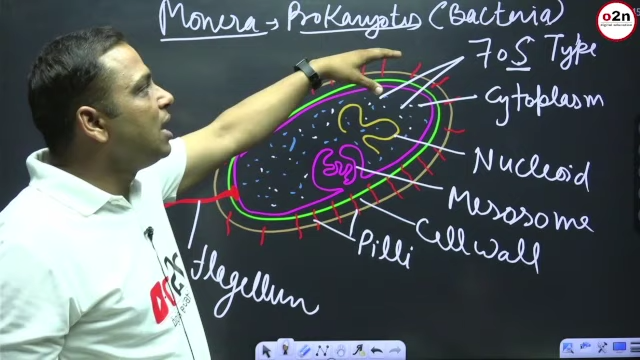 Monera → Prokaryotes (Bacteria)
o2n
70S Type
Cytoplasm
Nucleoid
Mesosome
Cell wall
Pilli
flagellum